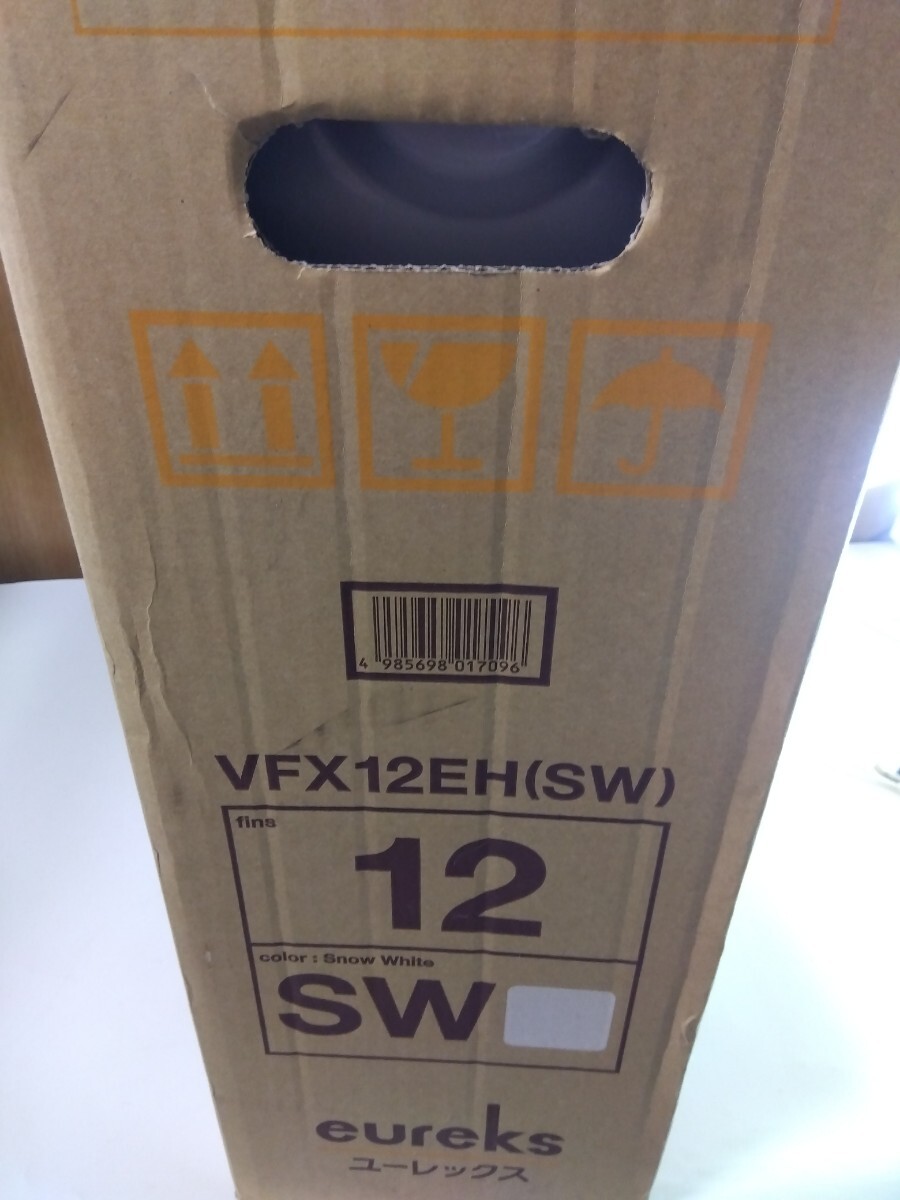 4 985698 017096
VFX12EH(SW)
fins
12
color : Snow White
SW
eureks
ユーレックス